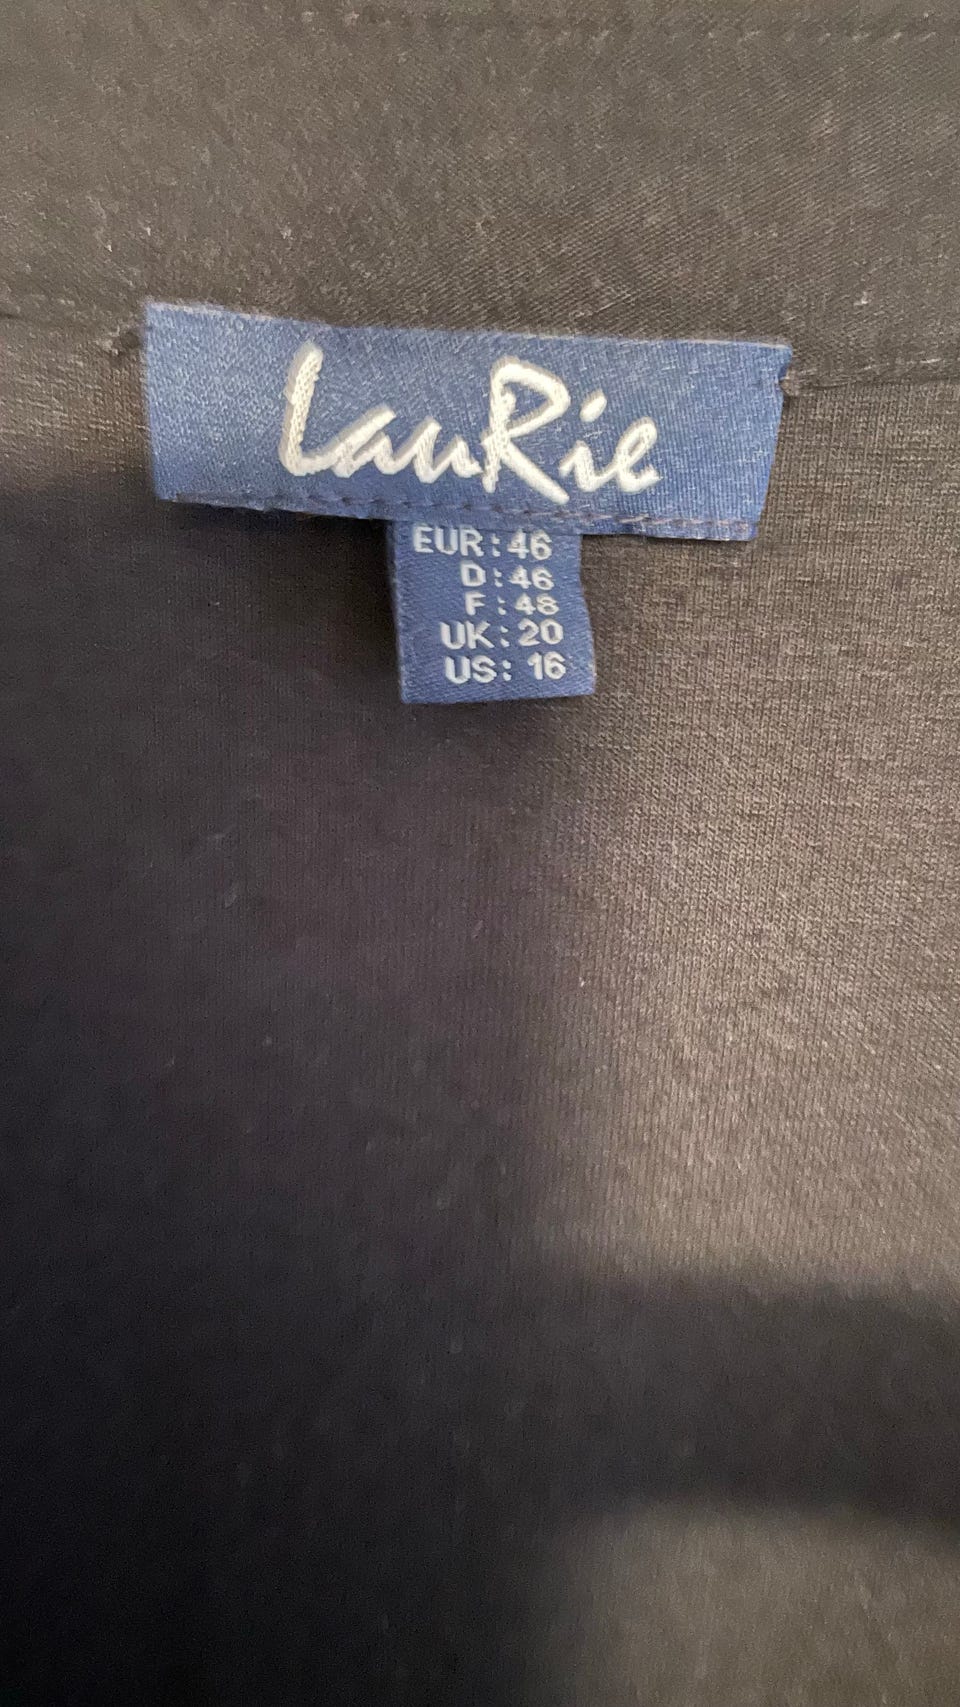 LauRie
EUR: 46
D: 46
F: 48
UK: 20
US: 16